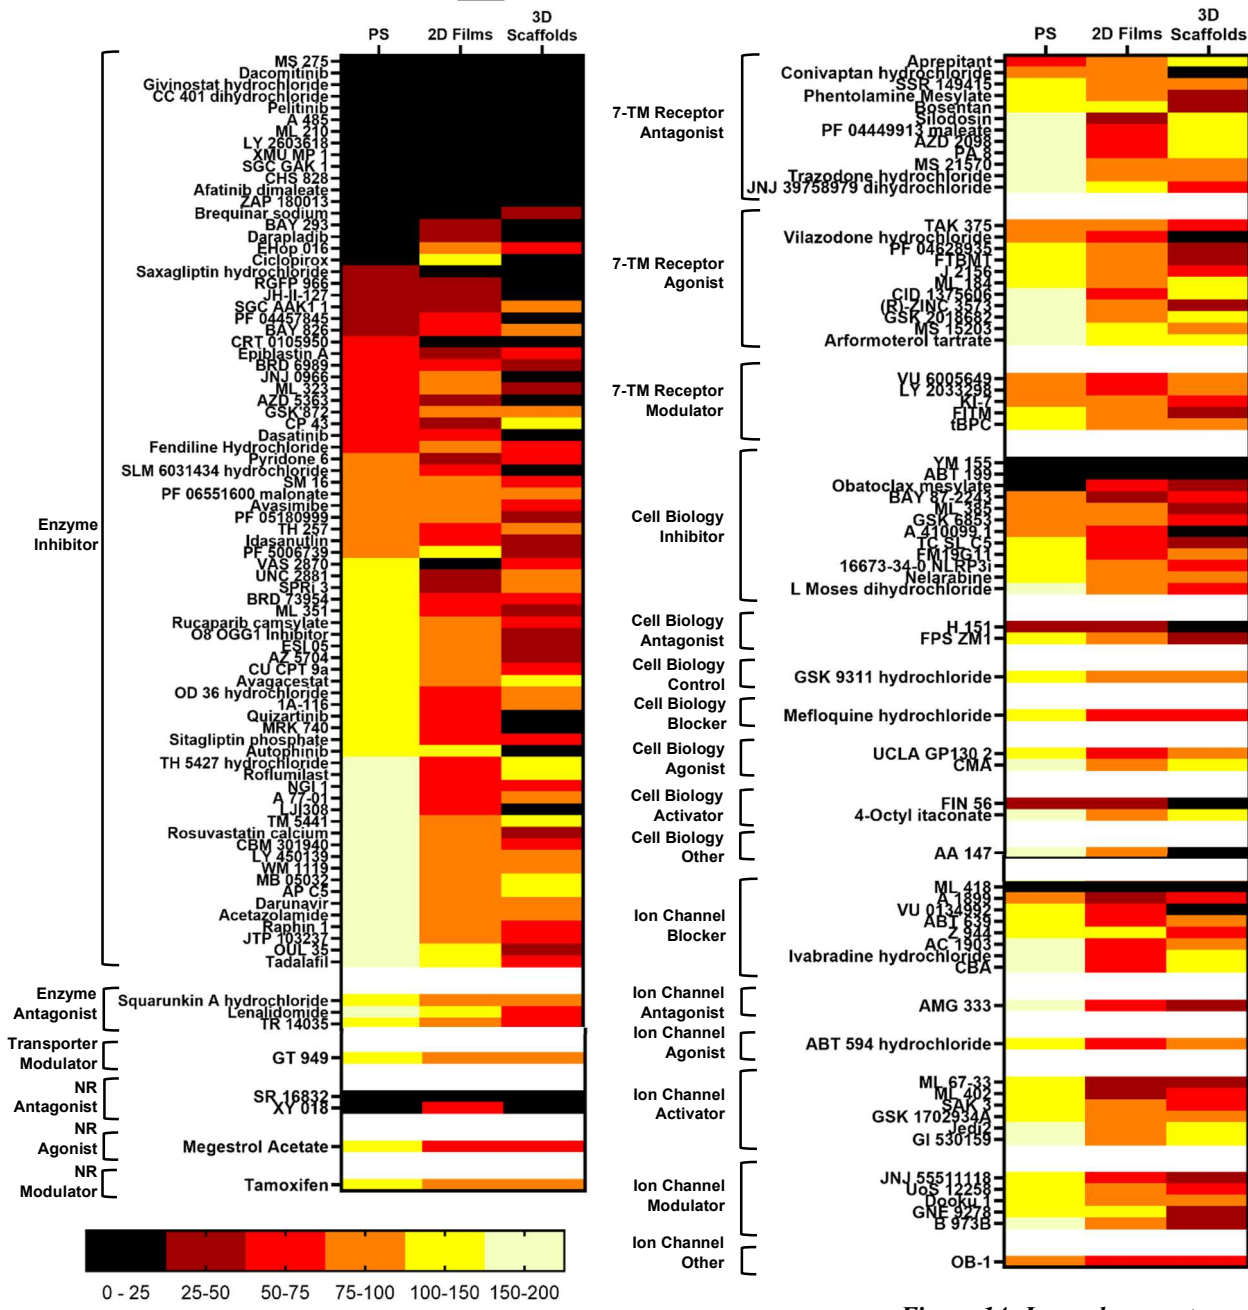 PS 2D Films 3D Scaffolds
Enzyme Inhibitor
MS 275
Dacomitinib
Givinostat hydrochloride
CC 401 dihydrochloride
Pelitinib
A 485
ML 210
LY 2603618
XMU MP 1
SGC GAK 1
CHS 828
Afatinib dimaleate
ZAP 180013
Brequinar sodium
BAY 293
Darapladib
EHop 016
Ciclopirox
Saxagliptin hydrochloride
RGFP 966
JH-II-127
SGC AAK1 1
PF 04457845
BAY 826
CRT 0105950
Epiblastin A
BRD 6989
JNJ 0966
ML 323
AZD 5363
GSK 872
CP 43
Dasatinib
Fendiline Hydrochloride
Pyridone 6
SLM 6031434 hydrochloride
SM 16
PF 06551600 malonate
Avasimibe
PF 05180999
TH 257
Idasanutlin
PF 5006739
VAS 2870
UNC 2881
SPRi 3
BRD 73954
ML 351
Rucaparib camsylate
O8 OGG1 Inhibitor
ESI 05
AZ 5704
CU CPT 9a
Avagacestat
OD 36 hydrochloride
1A-116
Quizartinib
MRK 740
Sitagliptin phosphate
Autophinib
TH 5427 hydrochloride
Roflumilast
NGI 1
A 77-01
LJI308
TM 5441
Rosuvastatin calcium
CBM 301940
LY 450139
WM 1119
MB 05032
AP C5
Darunavir
Acetazolamide
Raphin 1
JTP 103237
OUL 35
Tadalafil
Enzyme Antagonist
Squarunkin A hydrochloride
Lenalidomide
TR 14035
Transporter Modulator
GT 949
NR Antagonist
SR 16832
XY 018
NR Agonist
Megestrol Acetate
NR Modulator
Tamoxifen
0 - 25 25-50 50-75 75-100 100-150 150-200
PS 2D Films 3D Scaffolds
7-TM Receptor Antagonist
Aprepitant
Conivaptan hydrochloride
SSR 149415
Phentolamine Mesylate
Bosentan
Silodosin
PF 04449913 maleate
AZD 2098
PA 8
MS 21570
Trazodone hydrochloride
JNJ 39758979 dihydrochloride
7-TM Receptor Agonist
TAK 375
Vilazodone hydrochloride
PF 04628935
FTBMT
J 2156
ML 184
CID 1375606
(R)-ZINC 3573
GSK 2018682
MS 15203
Arformoterol tartrate
7-TM Receptor Modulator
VU 6005649
LY 2033298
KI-7
FITM
tBPC
Cell Biology Inhibitor
YM 155
ABT 199
Obatoclax mesylate
BAY 87-2243
ML 385
GSK 6853
A 410099.1
TC SL C5
FM19G11
16673-34-0 NLRP3i
Nelarabine
L Moses dihydrochloride
Cell Biology Antagonist
H 151
FPS ZM1
Cell Biology Control
GSK 9311 hydrochloride
Cell Biology Blocker
Mefloquine hydrochloride
Cell Biology Agonist
UCLA GP130 2
CMA
Cell Biology Activator
FIN 56
4-Octyl itaconate
Cell Biology Other
AA 147
Ion Channel Blocker
ML 418
A 1899
VU 0134992
ABT 639
Z 944
AC 1903
Ivabradine hydrochloride
CBA
Ion Channel Antagonist
AMG 333
Ion Channel Agonist
ABT 594 hydrochloride
Ion Channel Activator
ML 67-33
ML 402
SAK 3
GSK 1702934A
Jedi2
GI 530159
Ion Channel Modulator
JNJ 55511118
UoS 12258
Dooku 1
GNE 9278
B 973B
Ion Channel Other
OB-1